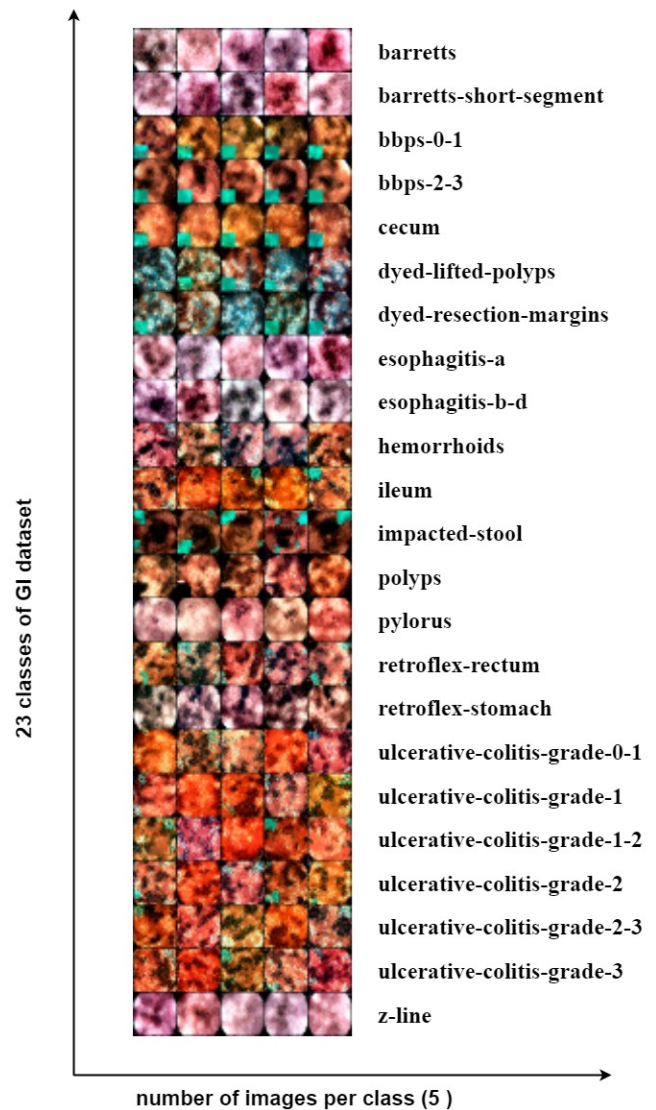 barretts
barretts-short-segment
bbps-0-1
bbps-2-3
cecum
dyed-lifted-polyps
dyed-resection-margins
esophagitis-a
esophagitis-b-d
hemorrhoids
ileum
impacted-stool
polyps
pylorus
retroflex-rectum
retroflex-stomach
ulcerative-colitis-grade-0-1
ulcerative-colitis-grade-1
ulcerative-colitis-grade-1-2
ulcerative-colitis-grade-2
ulcerative-colitis-grade-2-3
ulcerative-colitis-grade-3
z-line
23 classes of GI dataset
number of images per class (5 )